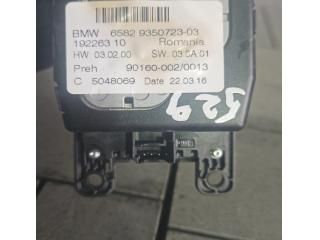 BMW 6582 9350723-03
192263 10 Romania
HW 03.02.00 SW: 03.0A.01
Preh 90160-002/0013
C 5048069 Date 22.03.16
529